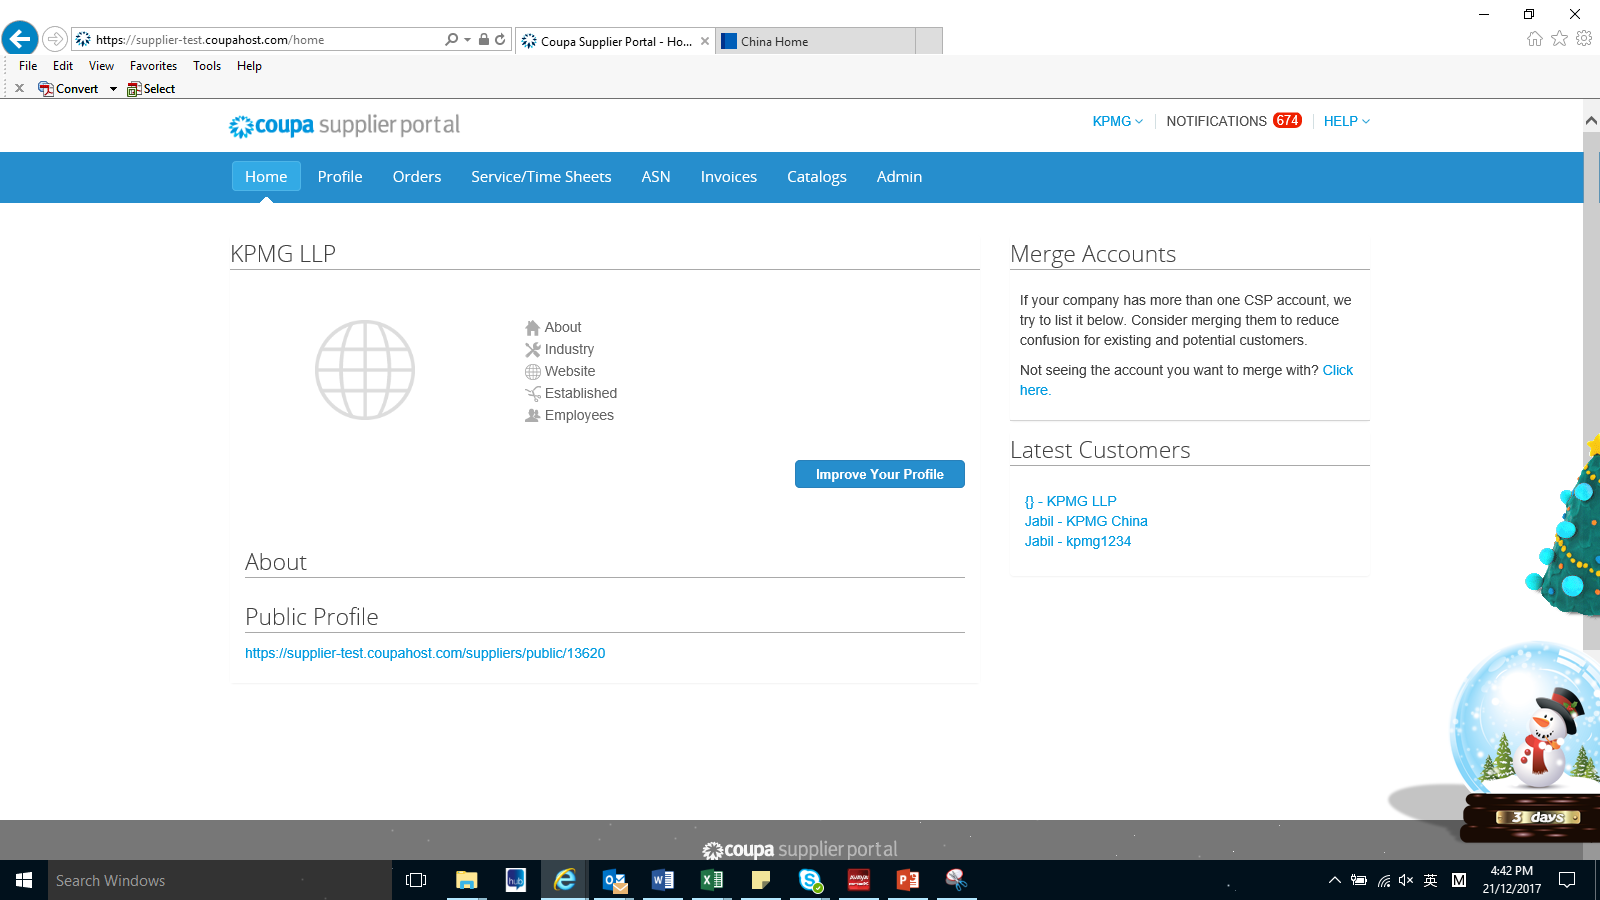 https://supplier-test.coupahost.com/home
Coupa Supplier Portal - Ho...
China Home
File Edit View Favorites Tools Help
Convert Select
coupa supplier portal
KPMG NOTIFICATIONS 674 HELP
Home Profile Orders Service/Time Sheets ASN Invoices Catalogs Admin
KPMG LLP
About
Industry
Website
Established
Employees
Improve Your Profile
About
Public Profile
https://supplier-test.coupahost.com/suppliers/public/13620
Merge Accounts
If your company has more than one CSP account, we
try to list it below. Consider merging them to reduce
confusion for existing and potential customers.
Not seeing the account you want to merge with? Click
here.
Latest Customers
{} - KPMG LLP
Jabil - KPMG China
Jabil - kpmg1234
3 days
coupa supplier portal
Search Windows
hub
英
M
4:42 PM
21/12/2017